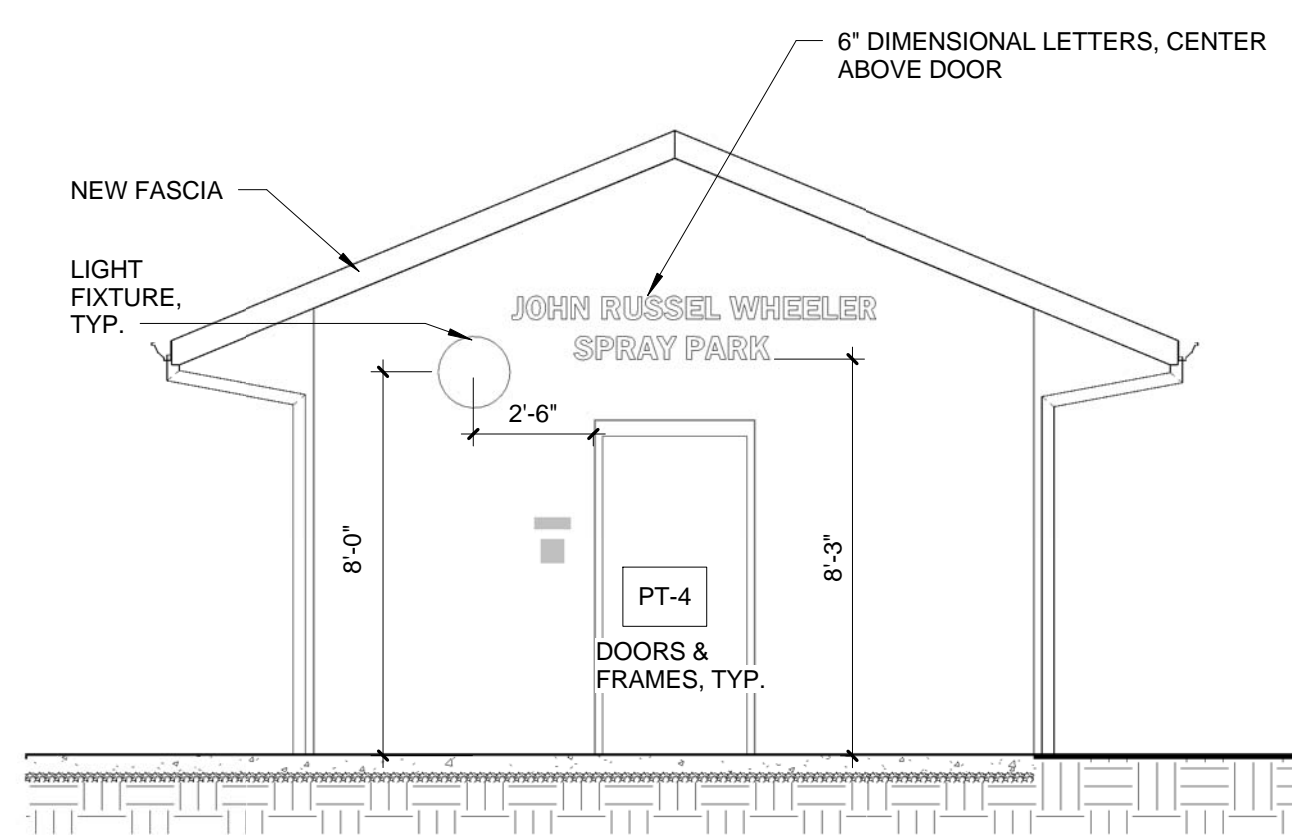 6" DIMENSIONAL LETTERS, CENTER
ABOVE DOOR
NEW FASCIA
LIGHT
FIXTURE,
TYP.
JOHN RUSSEL WHEELER
SPRAY PARK
2'-6"
8'-0"
8'-3"
PT-4
DOORS &
FRAMES, TYP.